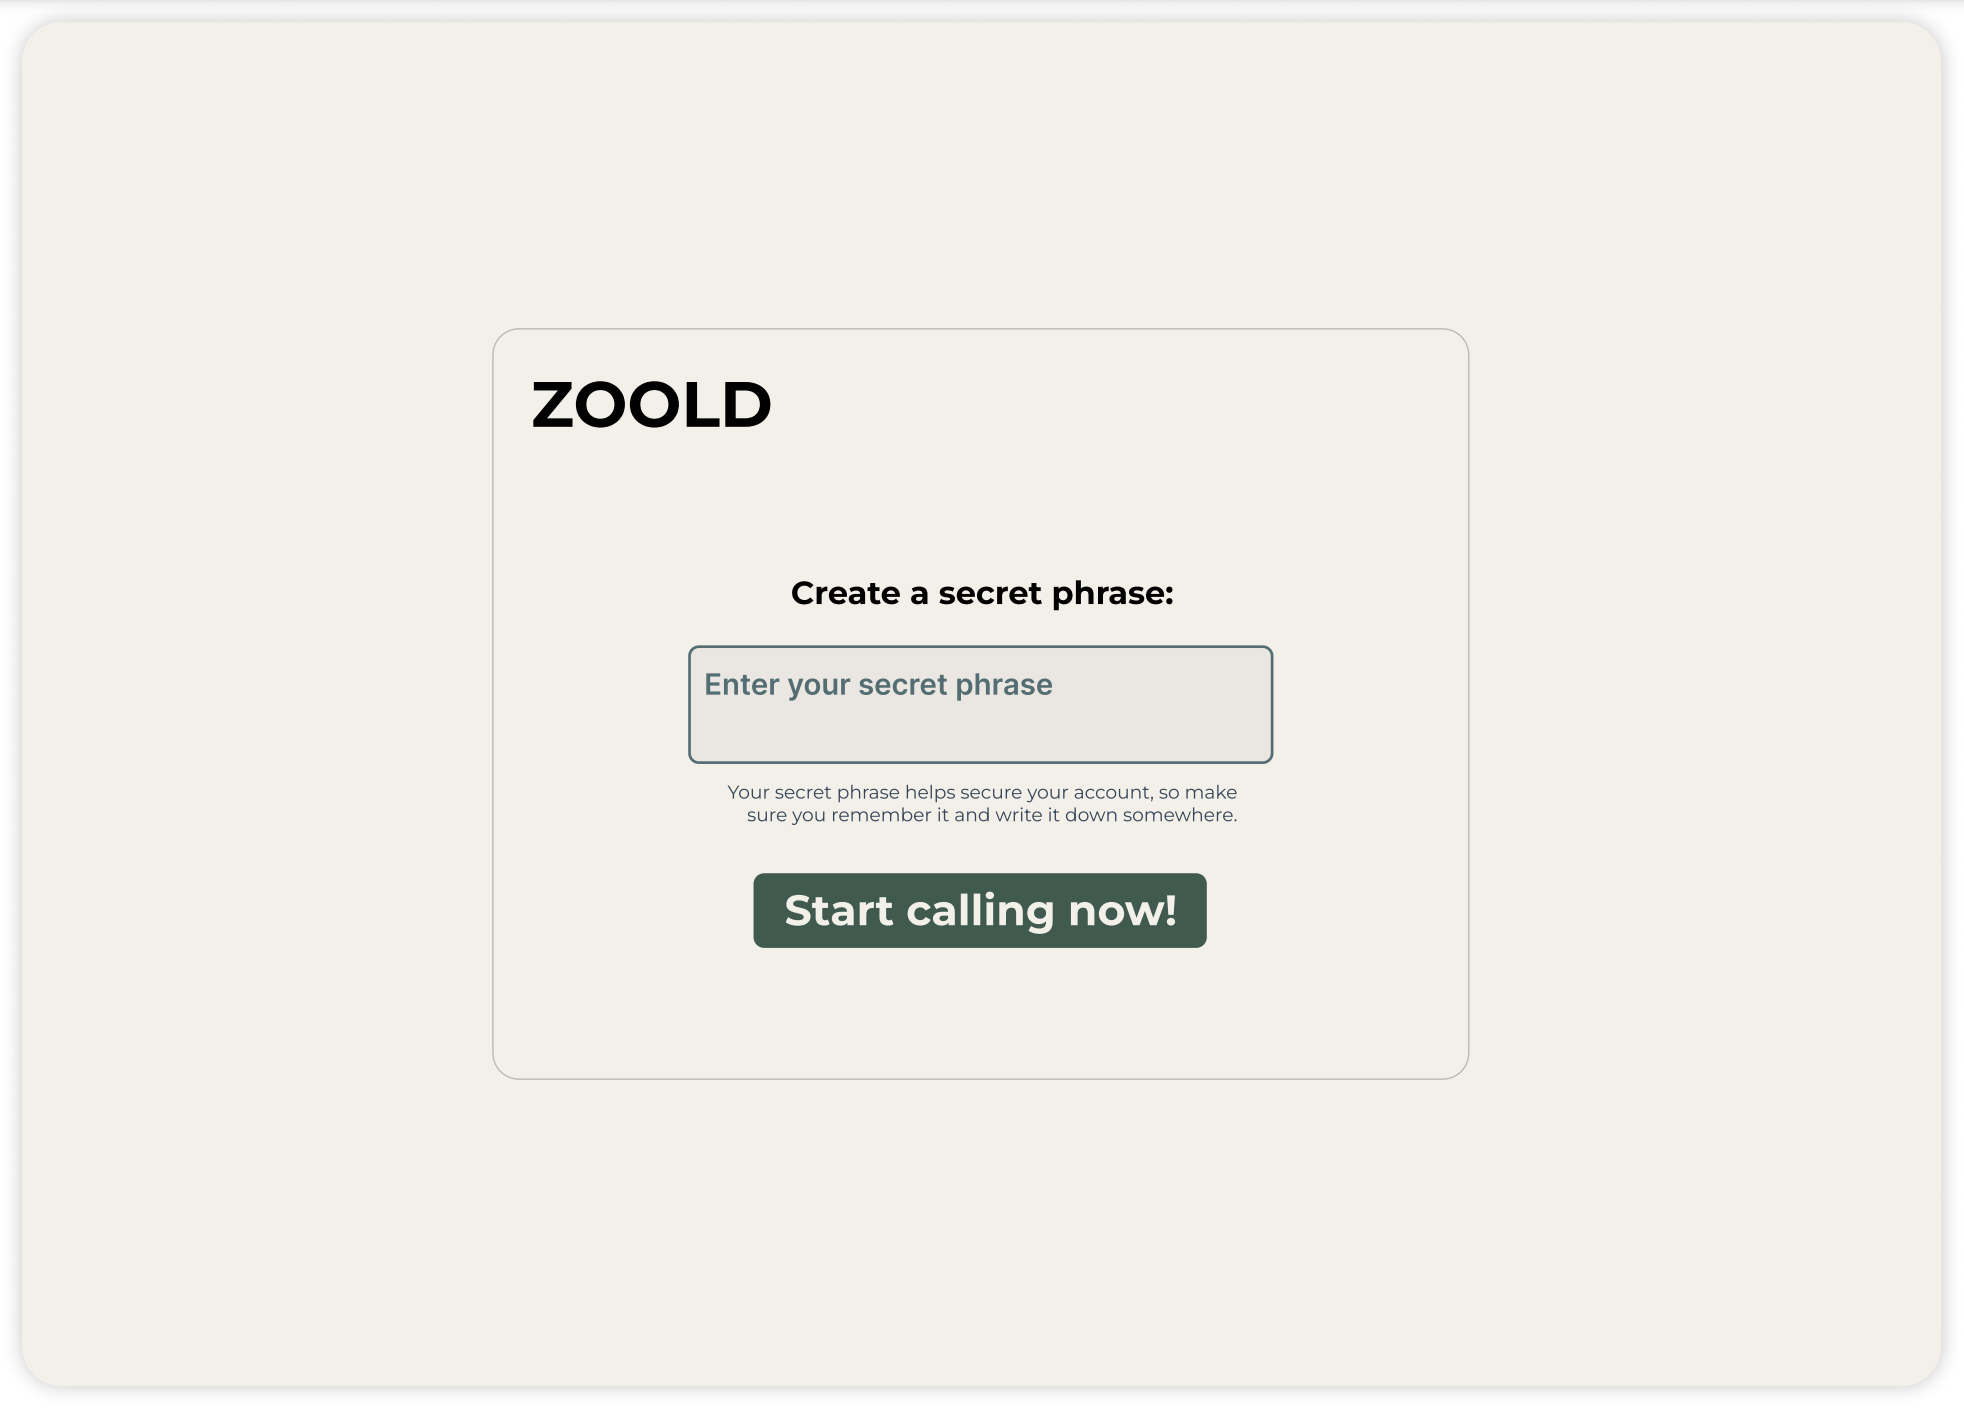 ZOOLD
Create a secret phrase:
Enter your secret phrase
Your secret phrase helps secure your account, so make
sure you remember it and write it down somewhere.
Start calling now!